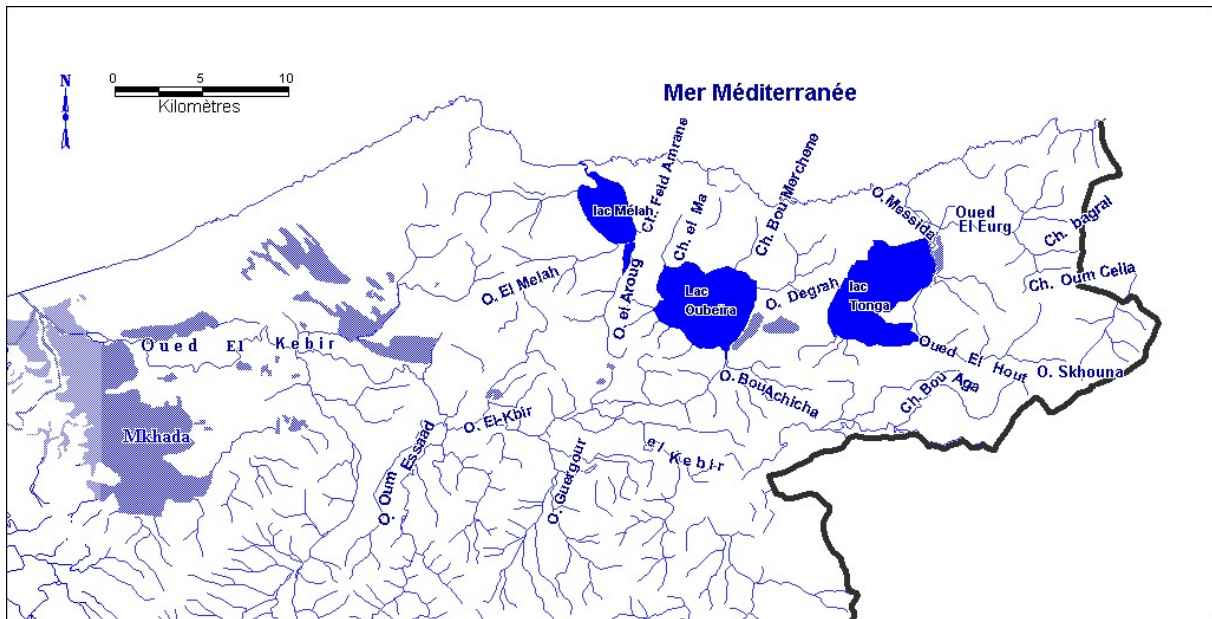 N
0 5 10
Kilomètres
Mer Méditerranée
Ch. Feid Amrane
Ch. el Ma
Ch. Bou Merchene
O. Messida
Oued
El Eurg
Ch. bagral
Ch. Oum Cella
lac Mélah
O. El Melah
O. el Aroug
Lac
Oubeïra
O. Degrah
lac
Tonga
Oued El Kebir
Oued El Hout
O. Skhouna
Ch. Bou Aga
O. Bou Achicha
O. El-Kbir
el Kebir
Mkhada
O. Oum Essaad
O. Guergour